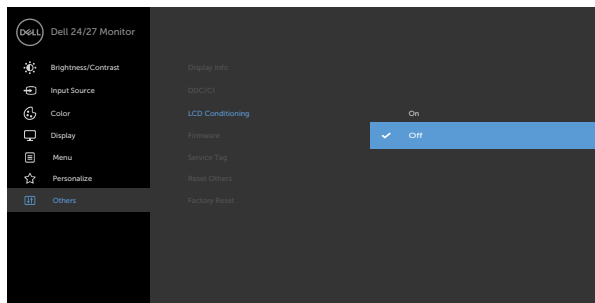 DELL
Dell 24/27 Monitor
Brightness/Contrast
Input Source
Color
Display
Menu
Personalize
Others
Display Info
DDC/CI
LCD Conditioning
Firmware
Service Tag
Reset Others
Factory Reset
On
Off